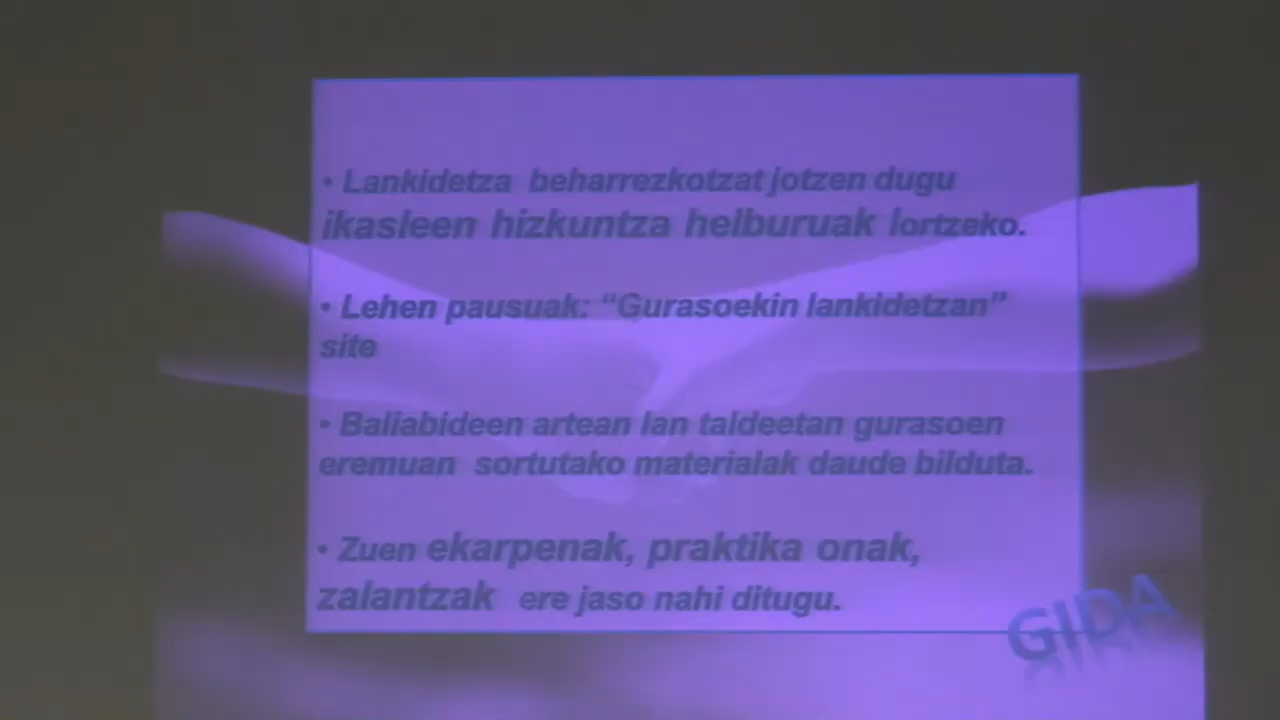 • Lankidetza beharrezkotzat jotzen dugu
ikasleen hizkuntza helburuak lortzeko.
• Lehen pausuak: “Gurasoekin lankidetzan”
site
• Baliabideen artean lan taldeetan gurasoen
eremuan sortutako materialak daude bilduta.
• Zuen ekarpenak, praktika onak,
zalantzak ere jaso nahi ditugu.
GIDA